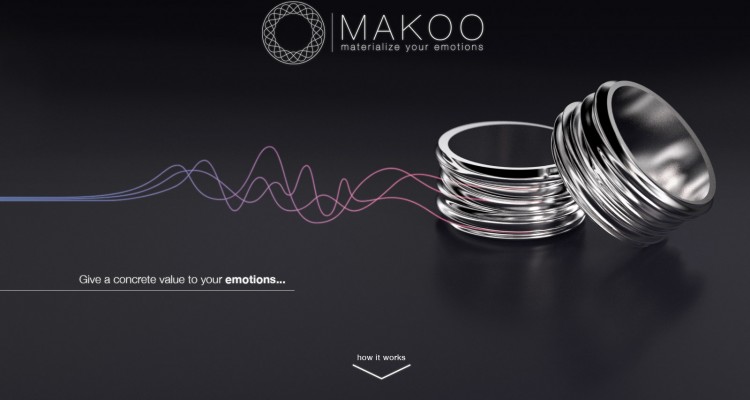 MAKOO
materialize your emotions
Give a concrete value to your emotions...
how it works